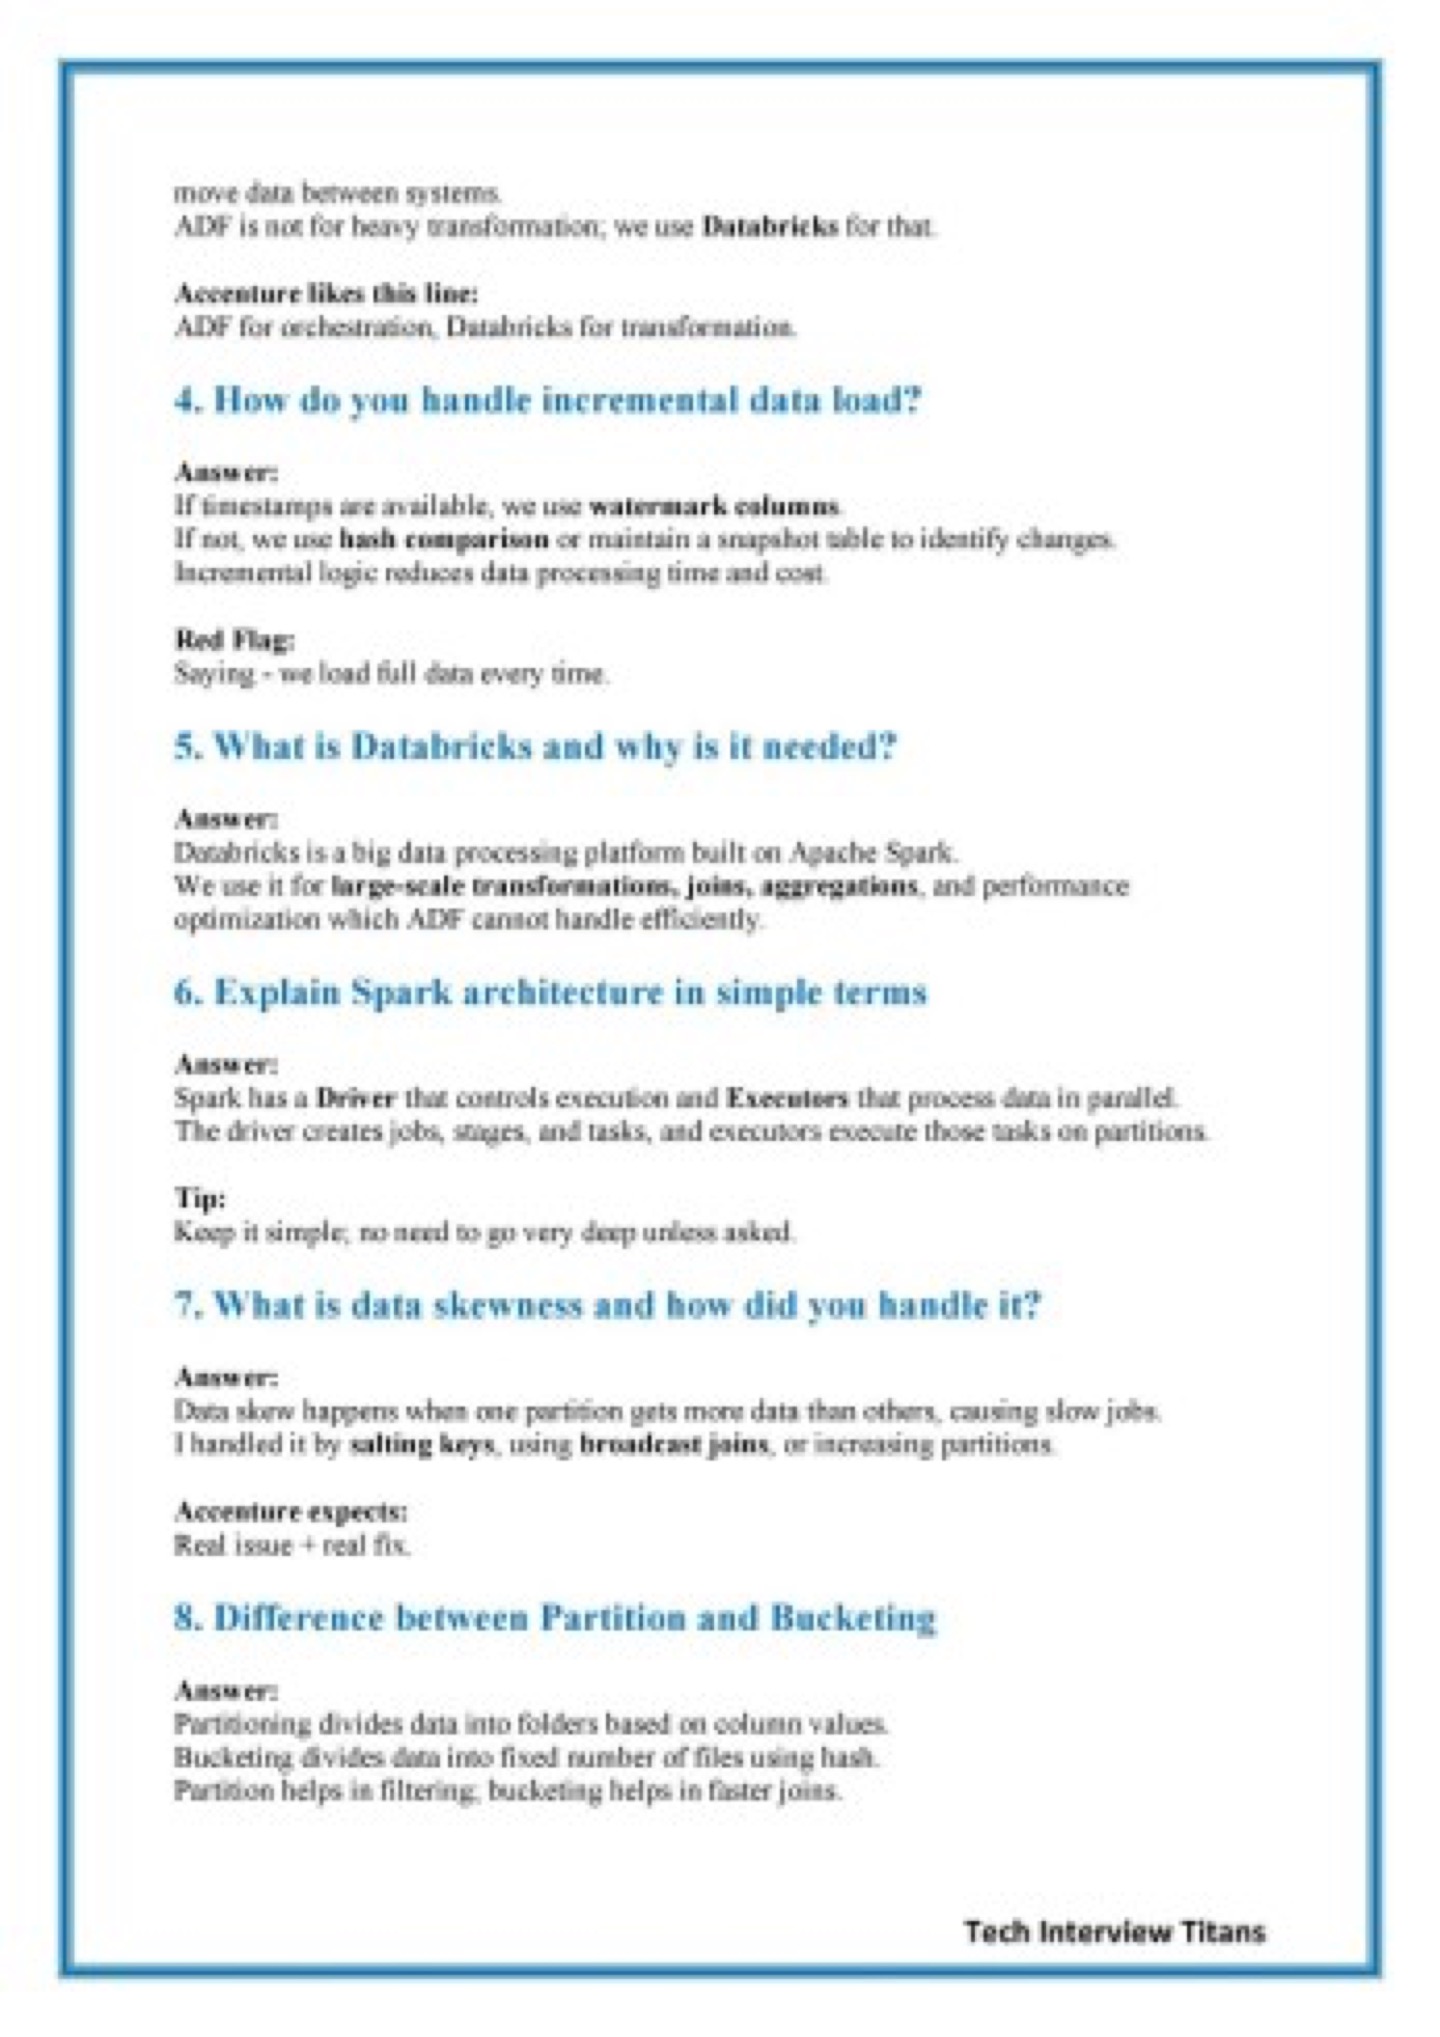 move data between systems.
ADF is not for heavy transformation; we use Databricks for that.
Accenture likes this line:
ADF for orchestration, Databricks for transformation.
4. How do you handle incremental data load?
Answer:
If timestamps are available, we use watermark columns.
If not, we use hash comparison or maintain a snapshot table to identify changes.
Incremental logic reduces data processing time and cost.
Red Flag:
Saying - we load full data every time.
5. What is Databricks and why is it needed?
Answer:
Databricks is a big data processing platform built on Apache Spark.
We use it for large-scale transformations, joins, aggregations, and performance
optimization which ADF cannot handle efficiently.
6. Explain Spark architecture in simple terms
Answer:
Spark has a Driver that controls execution and Executors that process data in parallel.
The driver creates jobs, stages, and tasks, and executors execute those tasks on partitions.
Tip:
Keep it simple; no need to go very deep unless asked.
7. What is data skewness and how did you handle it?
Answer:
Data skew happens when one partition gets more data than others, causing slow jobs.
I handled it by salting keys, using broadcast joins, or increasing partitions.
Accenture expects:
Real issue + real fix.
8. Difference between Partition and Bucketing
Answer:
Partitioning divides data into folders based on column values.
Bucketing divides data into fixed number of files using hash.
Partition helps in filtering; bucketing helps in faster joins.
Tech Interview Titans